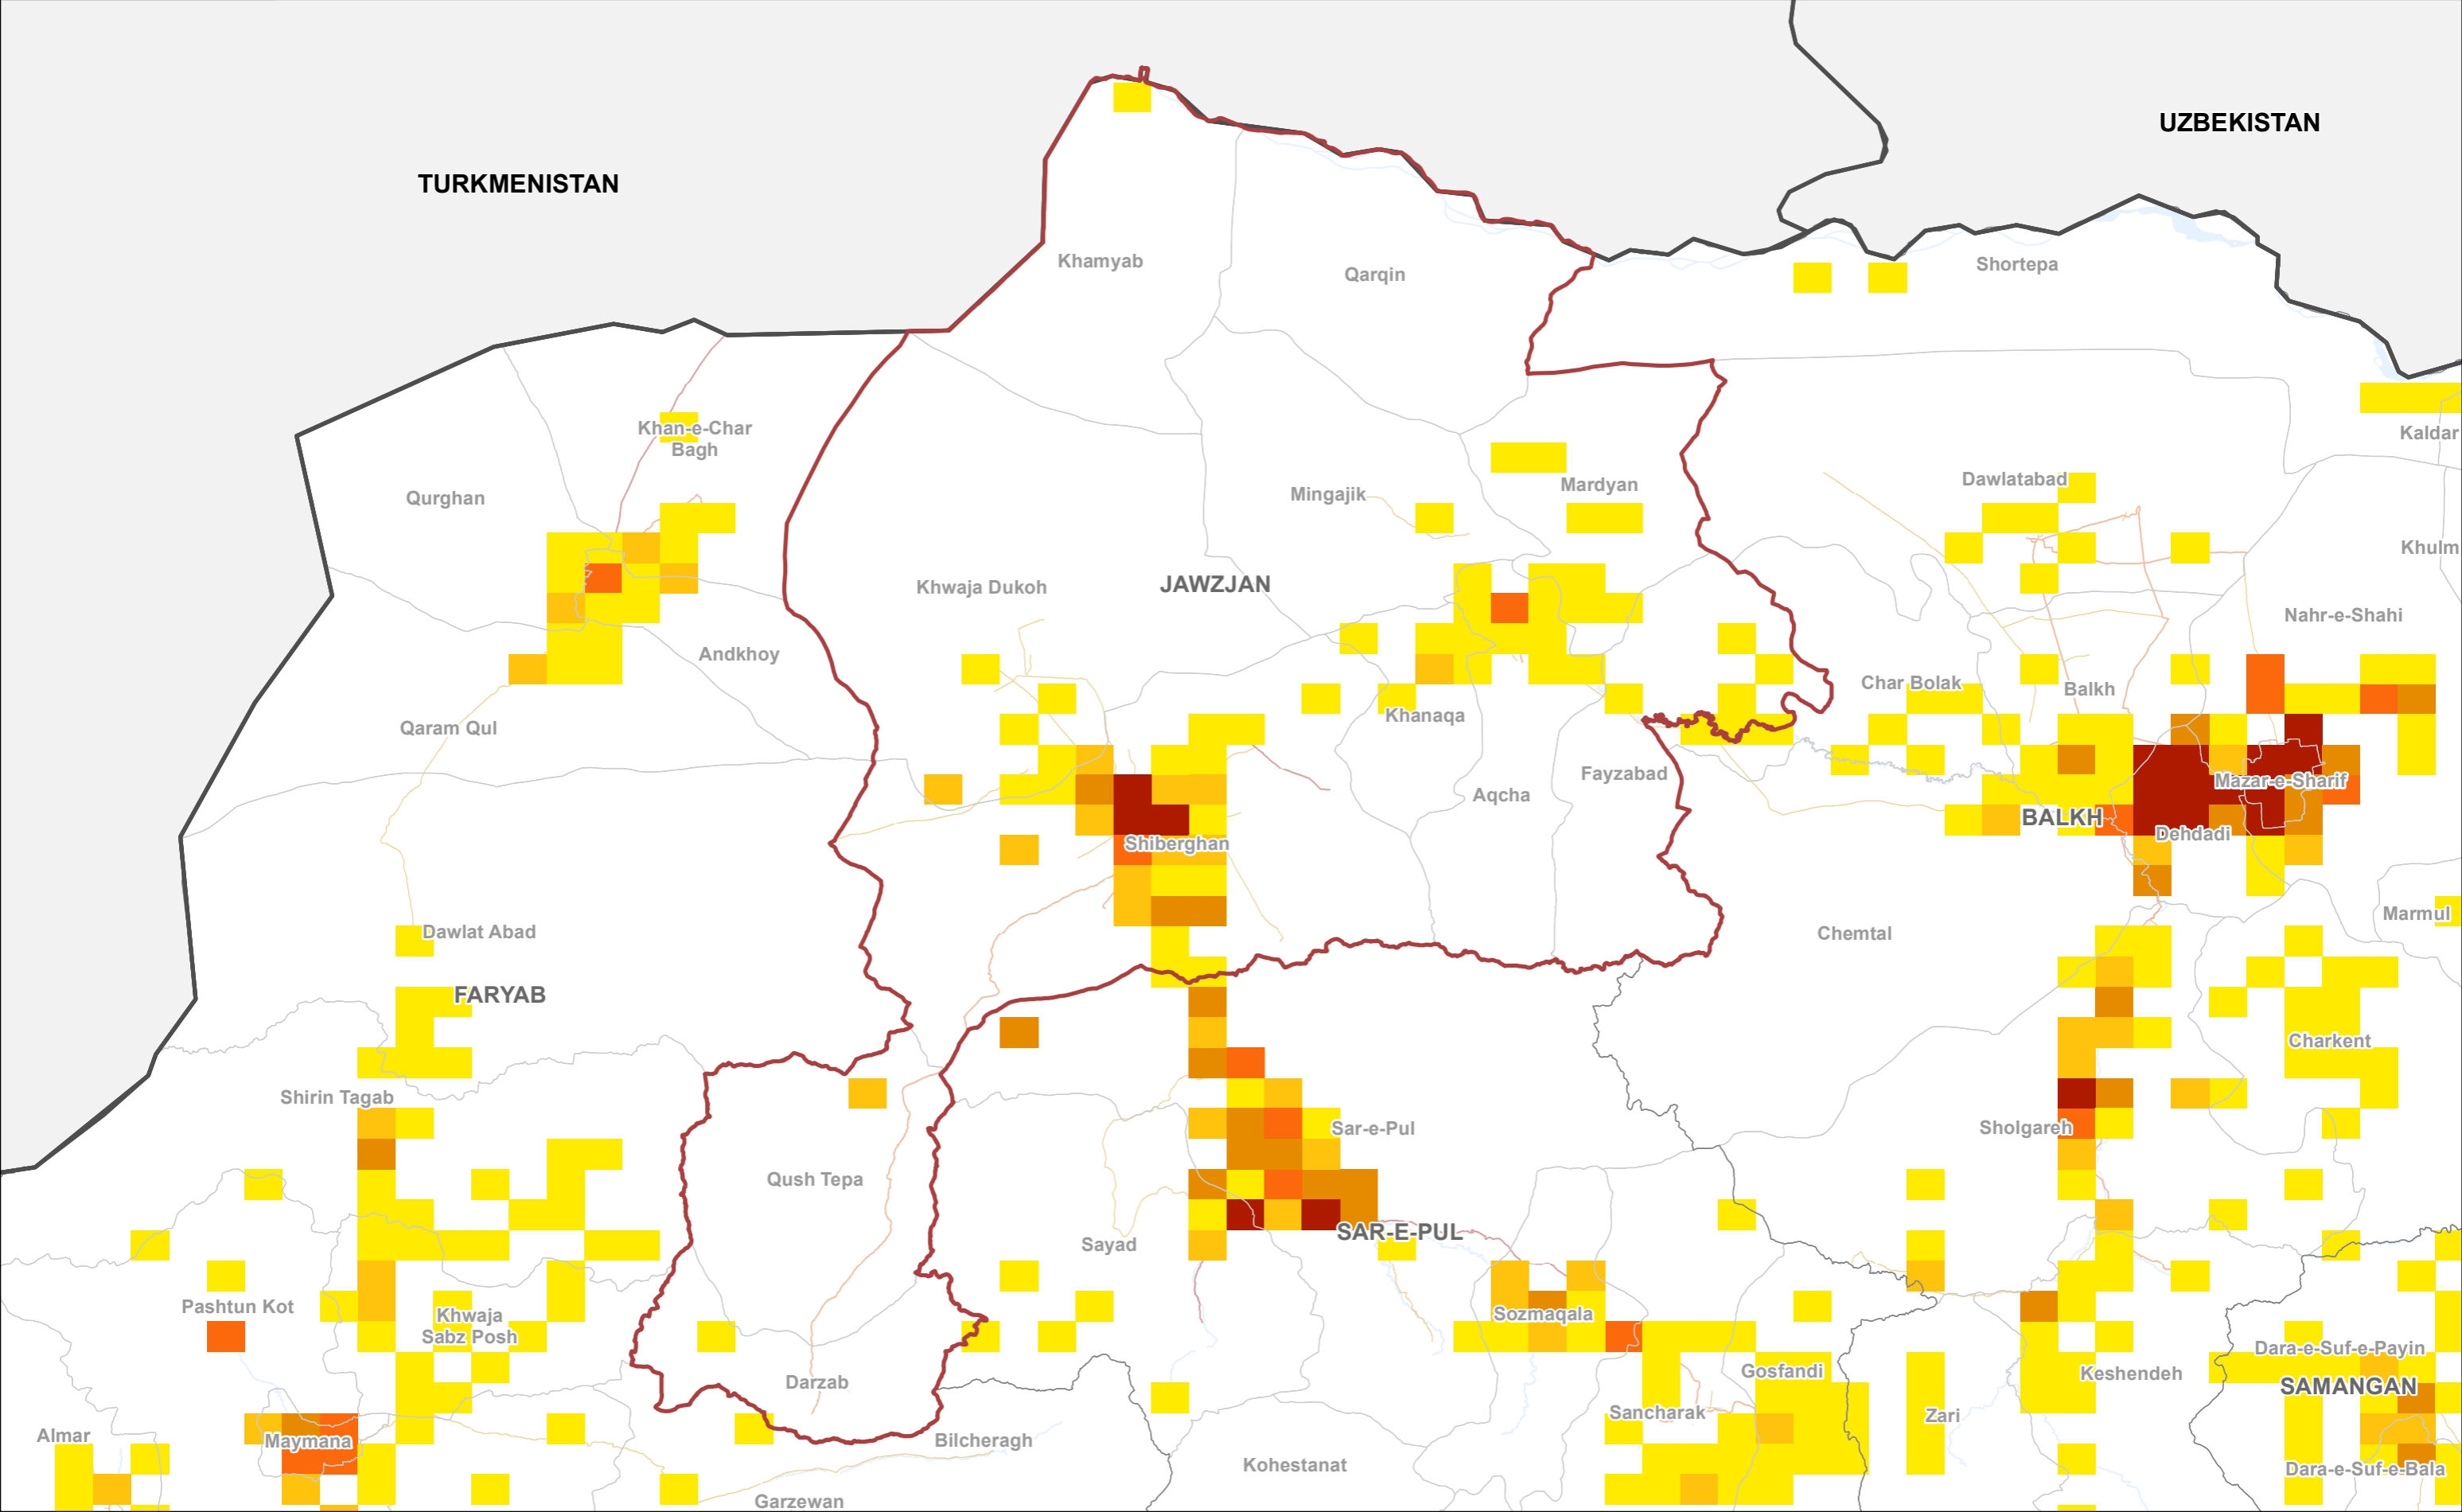 UZBEKISTAN
TURKMENISTAN
Khamyab
Shortepa
Qarqin
Khan-e-Char
Bagh
Kaldar
Dawlatabad
Mardyan
Mingajik
Qurghan
Khulm
JAWZJAN
Khwaja Dukoh
Nahr-e-Shahi
Andkhoy
Char Bolak
Balkh
Khanaqa
Qaram Qul
Fayzabad
Mazar-e-Sharif
Aqcha
BALKH
Dehdadi
Shiberghan
Marmul
Dawlat Abad
Chemtal
FARYAB
Charkent
Shirin Tagab
Sar-e-Pul
Sholgareh
Qush Tepa
SAR-E-PUL
Sayad
Pashtun Kot
Khwaja
Sabz Posh
Sozmaqala
Dara-e-Suf-e-Payin
Gosfandi
Keshendeh
Darzab
SAMANGAN
Sancharak
Zari
Almar
Maymana
Bilcheragh
Kohestanat
Dara-e-Suf-e-Bala
Garzewan